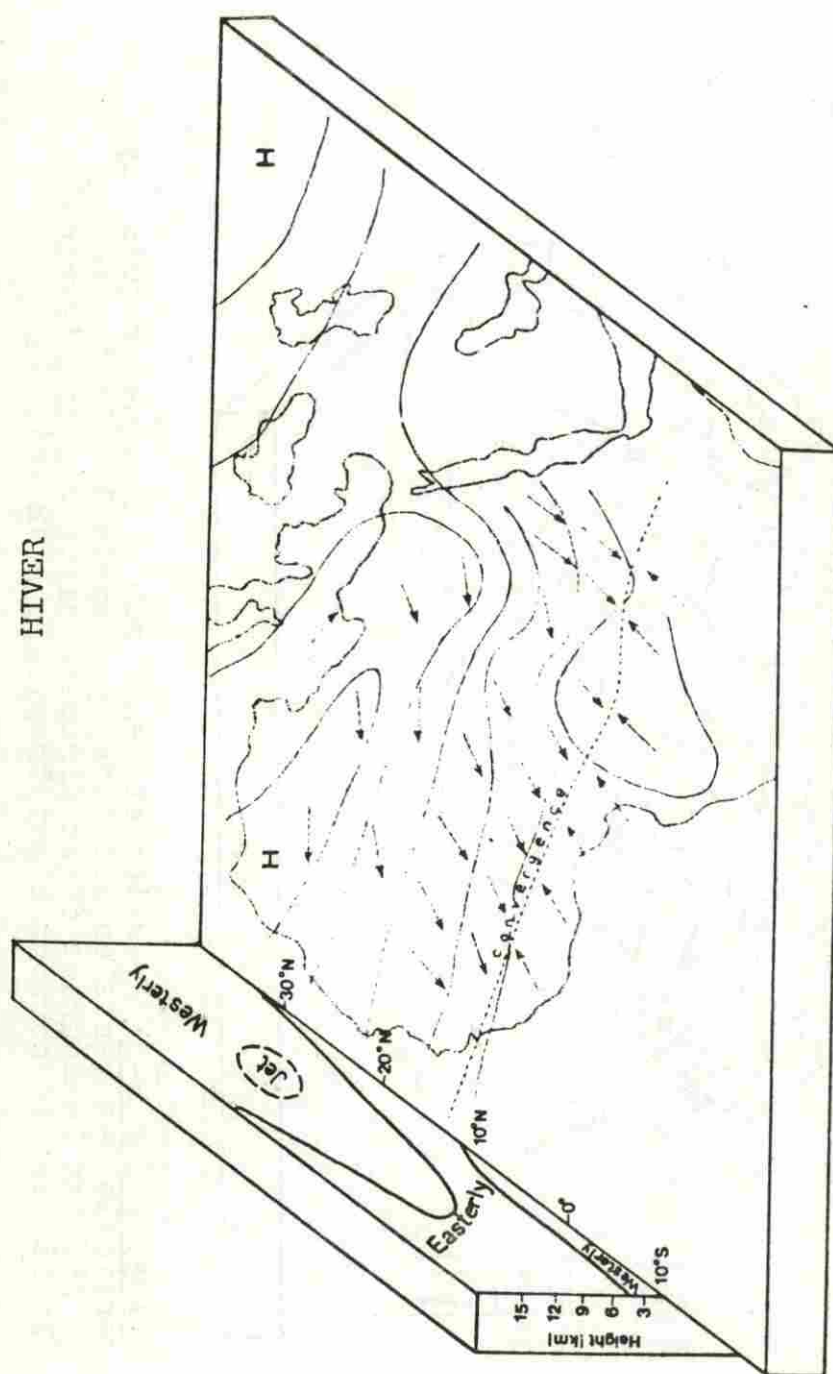 HIVER
H
H
Westerly
Jet
Easterly
Westerly
30°N
20°N
10°N
0°
10°S
convergence
15
12
9
6
3
Height [km]